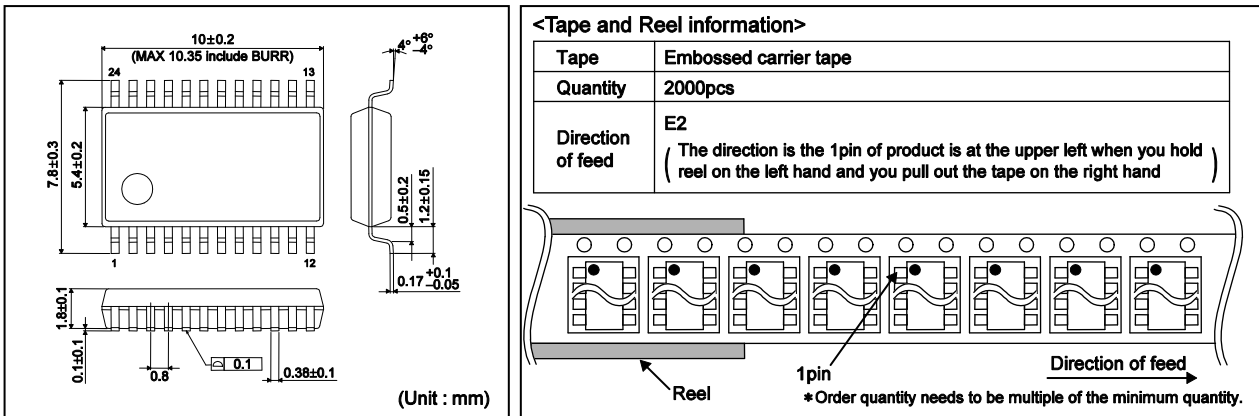 10±0.2
(MAX 10.35 include BURR)
24
13
7.8±0.3
5.4±0.2
1
12
4° +6° −4°
0.5±0.2
1.2±0.15
0.17 +0.1 −0.05
1.8±0.1
0.1±0.1
0.8
0.1
0.38±0.1
(Unit : mm)
<Tape and Reel information>
Tape Embossed carrier tape
Quantity 2000pcs
Direction of feed
E2
( The direction is the 1pin of product is at the upper left when you hold
reel on the left hand and you pull out the tape on the right hand )
Reel
1pin
Direction of feed
*Order quantity needs to be multiple of the minimum quantity.